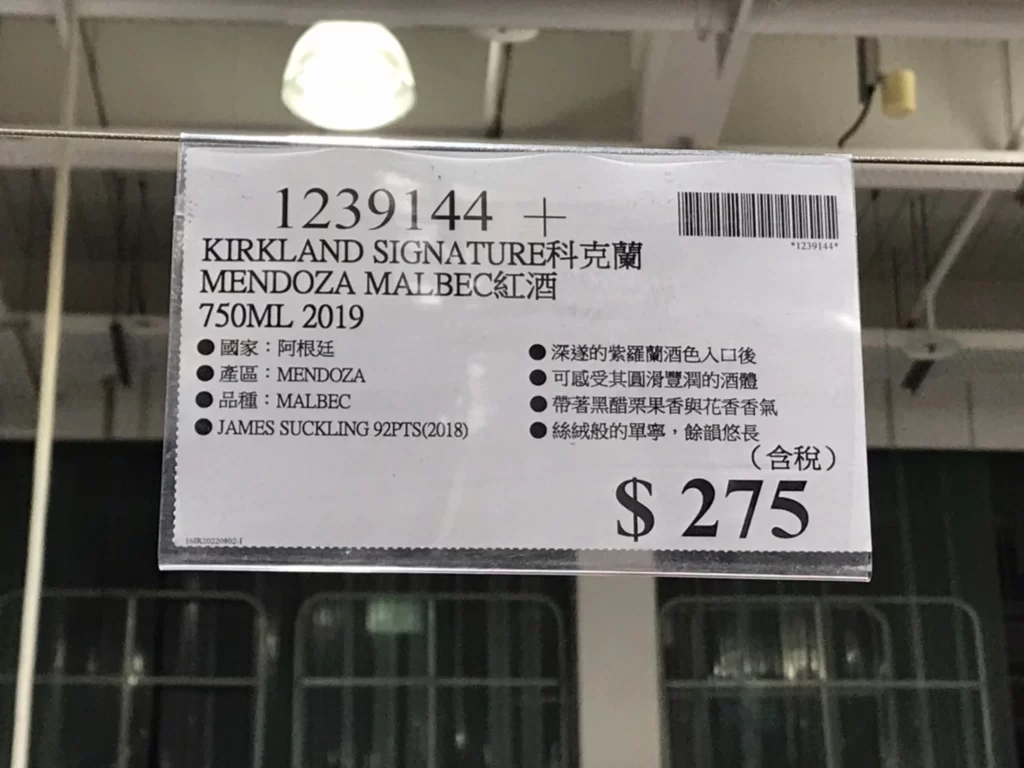 1239144 +
*1239144*
KIRKLAND SIGNATURE科克蘭
MENDOZA MALBEC紅酒
750ML 2019
● 國家：阿根廷
● 產區：MENDOZA
● 品種：MALBEC
● JAMES SUCKLING 92PTS(2018)
● 深遂的紫羅蘭酒色入口後
● 可感受其圓滑豐潤的酒體
● 帶著黑醋栗果香與花香香氣
● 絲絨般的單寧，餘韻悠長
（含稅）
$ 275
16IR20220802-1